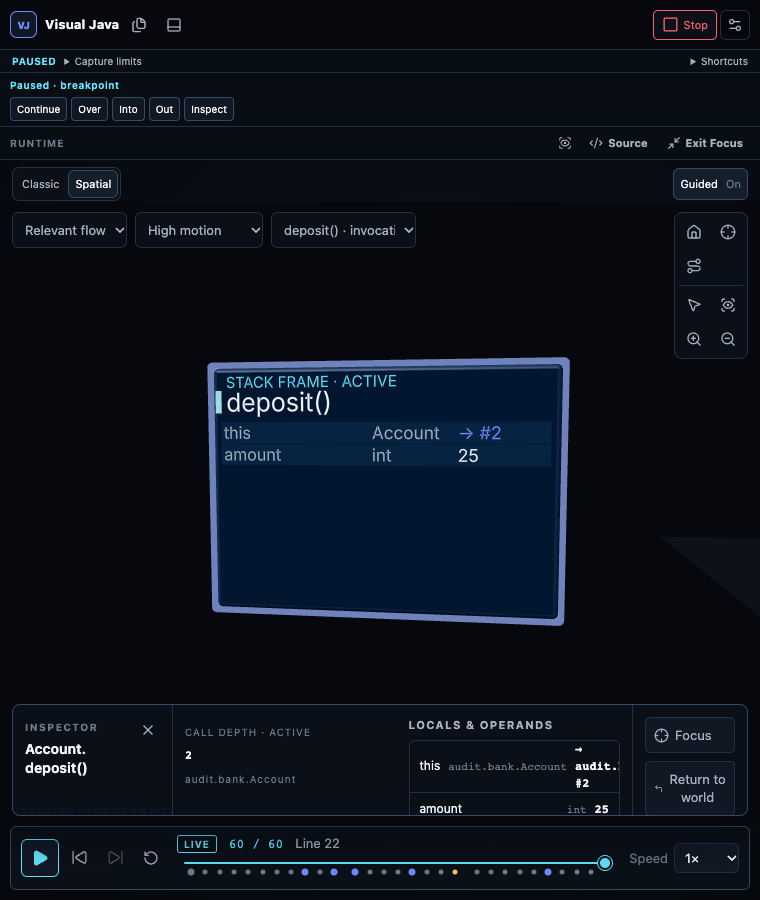 VJ Visual Java Stop
PAUSED Capture limits Shortcuts
Paused · breakpoint
Continue Over Into Out Inspect
RUNTIME Source Exit Focus
Classic Spatial Guided On
Relevant flow High motion deposit() · invocati
STACK FRAME · ACTIVE
deposit()
this Account → #2
amount int 25
INSPECTOR
Account.
deposit()
CALL DEPTH · ACTIVE
2
audit.bank.Account
LOCALS & OPERANDS
this audit.bank.Account → audit. #2
amount int 25
Focus
Return to
world
LIVE 60 / 60 Line 22
Speed 1×